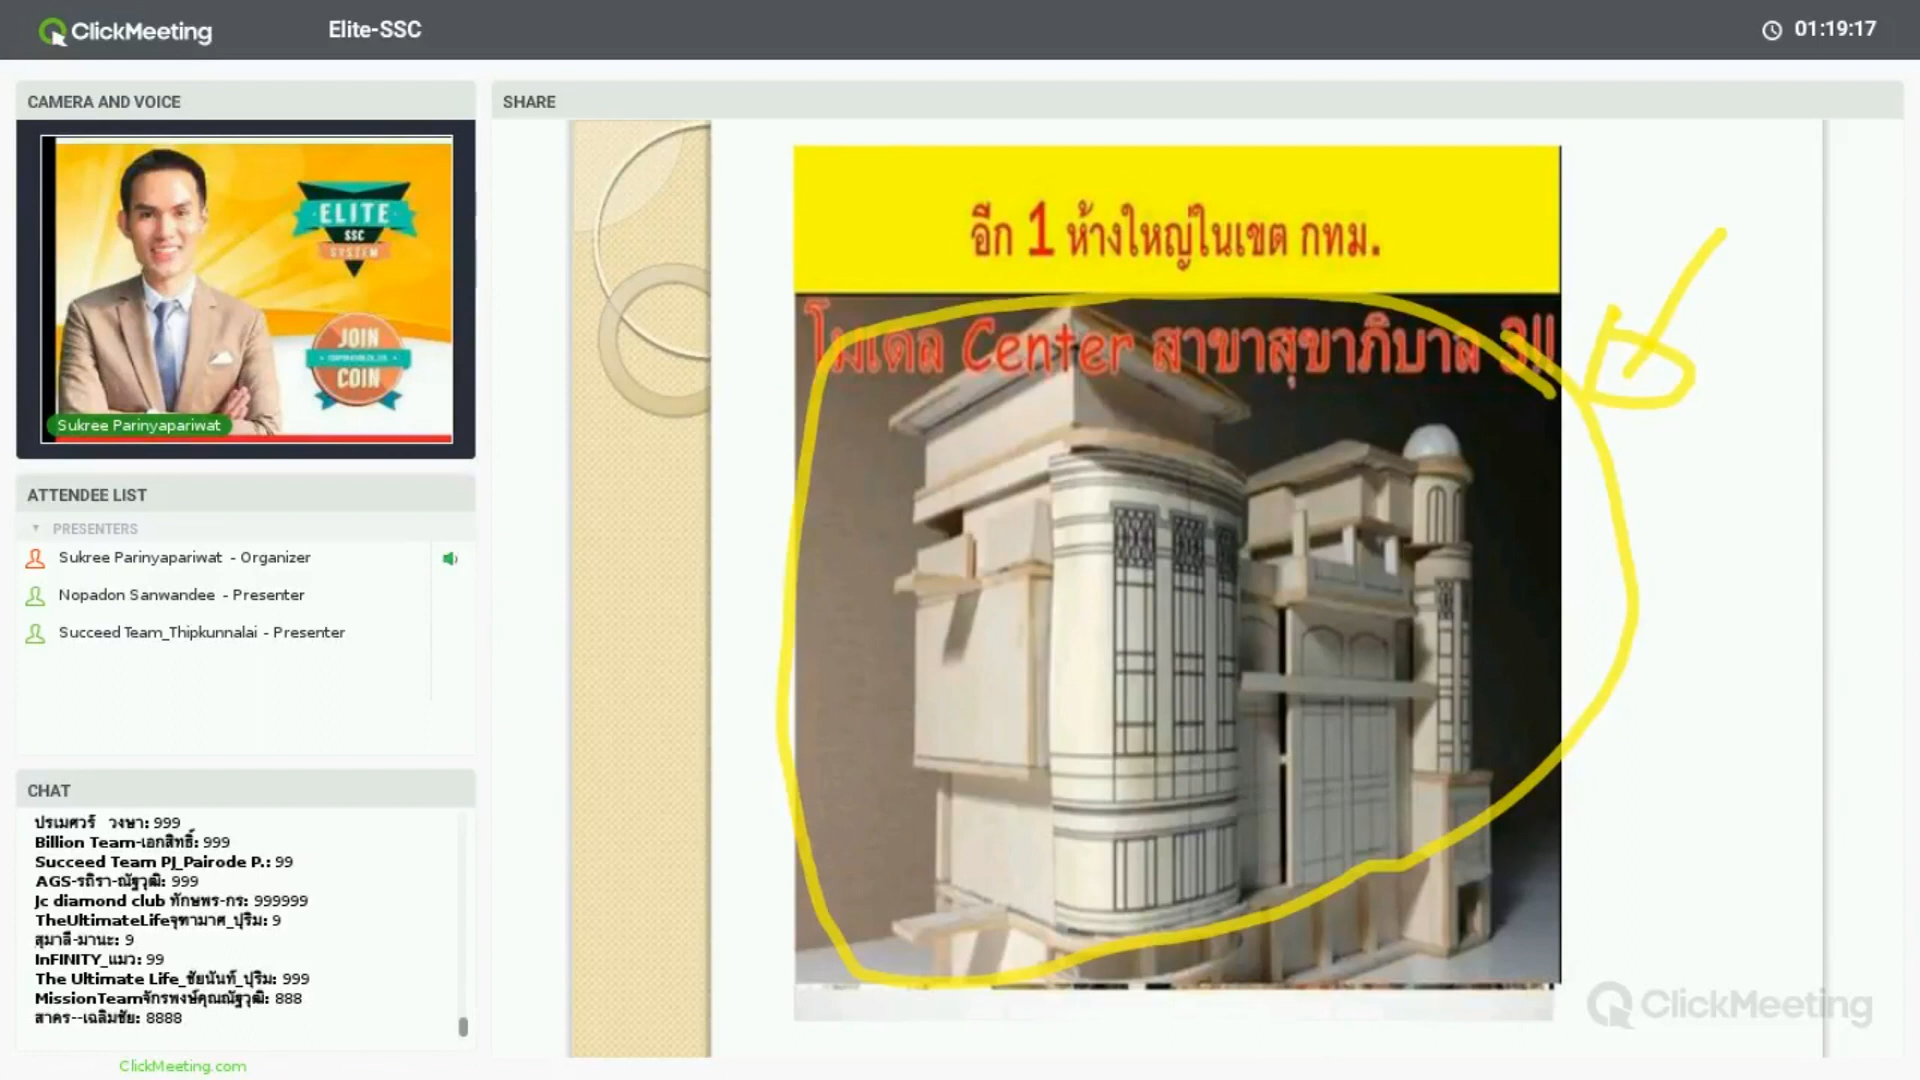 ClickMeeting
Elite-SSC
01:19:17
CAMERA AND VOICE
SHARE
ELITE
SSC
SYSTEM
JOIN
COIN
Sukree Parinyapariwat
ATTENDEE LIST
PRESENTERS
Sukree Parinyapariwat - Organizer
Nopadon Sanwandee - Presenter
Succeed Team_Thipkunnalai - Presenter
CHAT
ปรเมศวร์ วงษา: 999
Billion Team-เอกสิทธิ์: 999
Succeed Team PJ_Pairode P.: 99
AGS-รถิรา-ณัฐวุฒิ: 999
Jc diamond club ทักษพร-กร: 999999
TheUltimateLifeจุฑามาศ_ปุริม: 9
สุมาลี-มานะ: 9
InFINITY_แมว: 99
The Ultimate Life_ชัยนันท์_ปุริม: 999
MissionTeamจักรพงษ์คุณณัฐวุฒิ: 888
สาคร--เฉลิมชัย: 8888
ClickMeeting.com
อีก 1 ห้างใหญ่ในเขต กทม.
โมเดล Center สาขาสุขาภิบาล 3!!
ClickMeeting